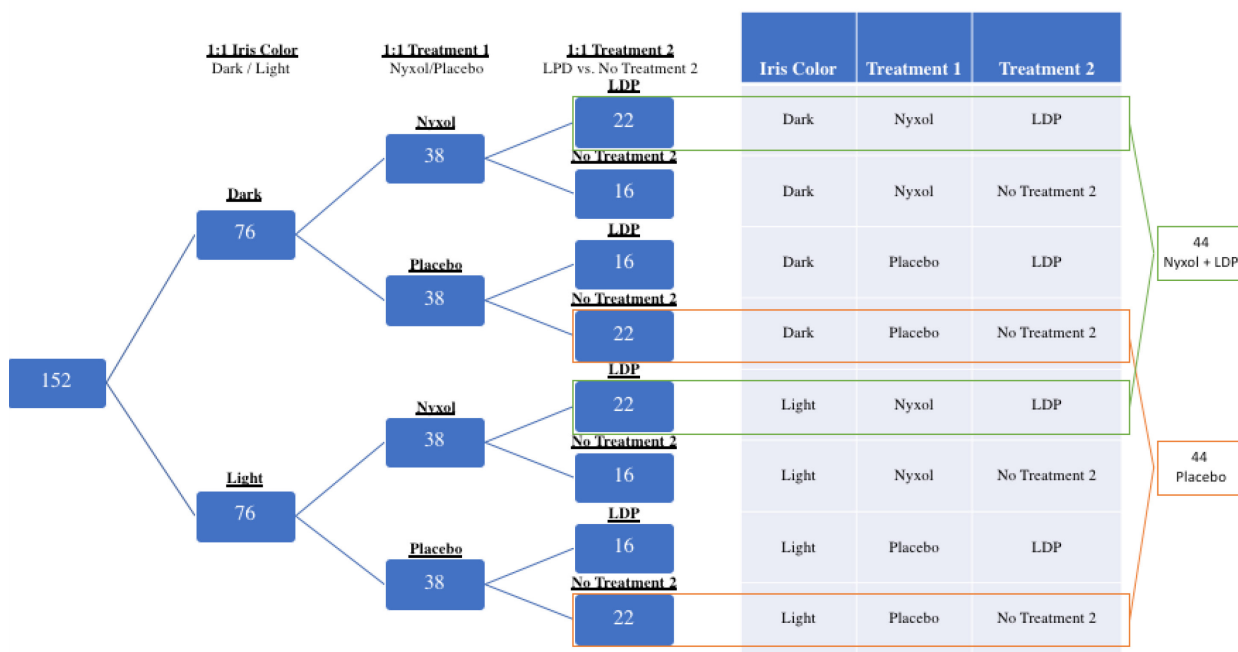 1:1 Iris Color
Dark / Light
1:1 Treatment 1
Nyxol/Placebo
1:1 Treatment 2
LPD vs. No Treatment 2
Iris Color Treatment 1 Treatment 2
LDP
22
Dark Nyxol LDP
Nyxol
38
No Treatment 2
16
Dark Nyxol No Treatment 2
Dark
76
LDP
16
Dark Placebo LDP
44
Nyxol + LDP
Placebo
38
No Treatment 2
22
Dark Placebo No Treatment 2
152
LDP
22
Light Nyxol LDP
Nyxol
38
No Treatment 2
16
Light Nyxol No Treatment 2
44
Placebo
Light
76
LDP
16
Light Placebo LDP
Placebo
38
No Treatment 2
22
Light Placebo No Treatment 2